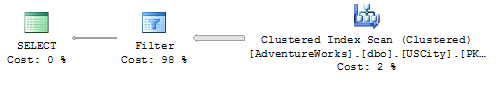 SELECT
Cost: 0 %
Filter
Cost: 98 %
Clustered Index Scan (Clustered)
[AdventureWorks].[dbo].[USCity].[PK…
Cost: 2 %